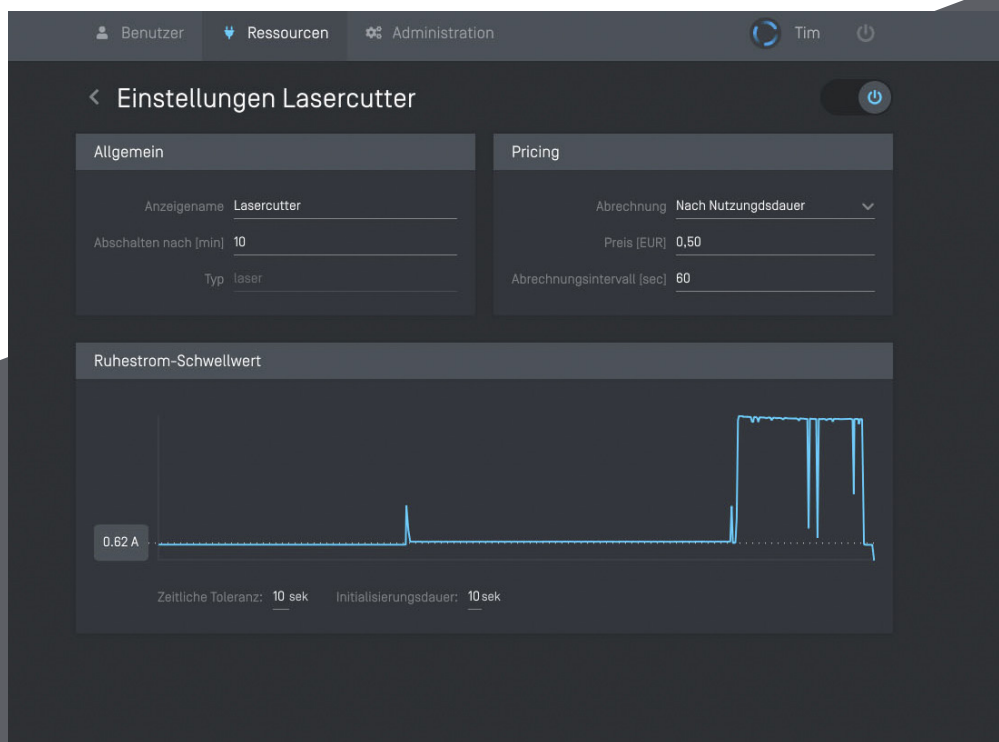 Benutzer Ressourcen Administration Tim
Einstellungen Lasercutter
Allgemein
Anzeigename Lasercutter
Abschalten nach [min] 10
Typ laser
Pricing
Abrechnung Nach Nutzungdsdauer
Preis [EUR] 0,50
Abrechnungsintervall [sec] 60
Ruhestrom-Schwellwert
0.62 A
Zeitliche Toleranz: 10 sek Initialisierungsdauer: 10 sek